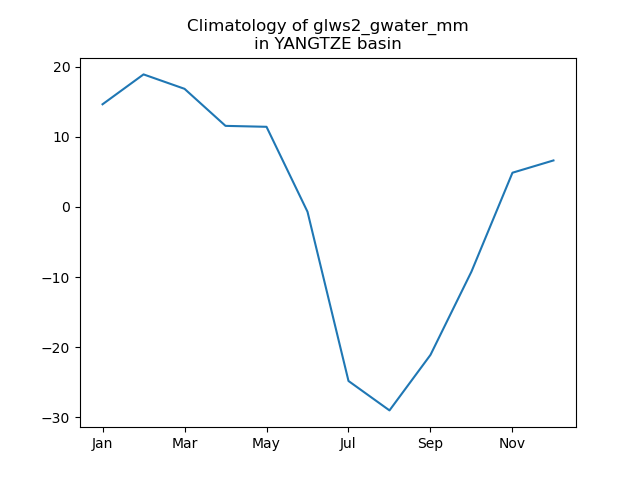 Climatology of glws2_gwater_mm
in YANGTZE basin
20
10
0
−10
−20
−30
Jan
Mar
May
Jul
Sep
Nov